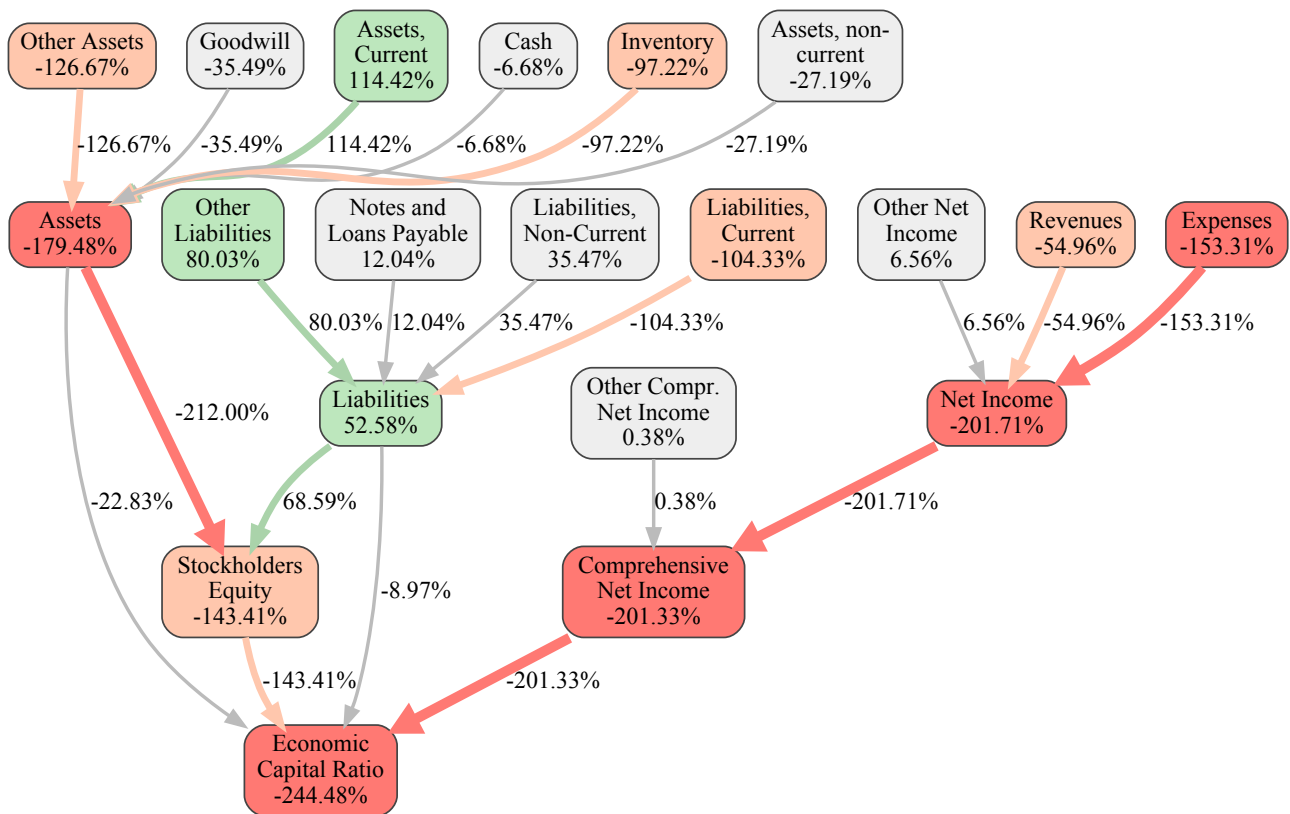 Other Assets
-126.67%
Goodwill
-35.49%
Assets,
Current
114.42%
Cash
-6.68%
Inventory
-97.22%
Assets, non-
current
-27.19%
-126.67%
-35.49%
114.42%
-6.68%
-97.22%
-27.19%
Assets
-179.48%
Other
Liabilities
80.03%
Notes and
Loans Payable
12.04%
Liabilities,
Non-Current
35.47%
Liabilities,
Current
-104.33%
Other Net
Income
6.56%
Revenues
-54.96%
Expenses
-153.31%
80.03%
12.04%
35.47%
-104.33%
6.56%
-54.96%
-153.31%
-212.00%
Liabilities
52.58%
Other Compr.
Net Income
0.38%
Net Income
-201.71%
-22.83%
68.59%
0.38%
-201.71%
Stockholders
Equity
-143.41%
-8.97%
Comprehensive
Net Income
-201.33%
-143.41%
-201.33%
Economic
Capital Ratio
-244.48%